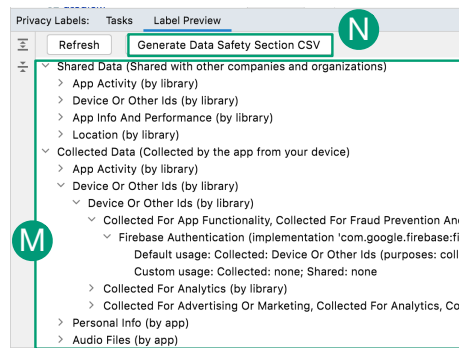 Privacy Labels: Tasks Label Preview
N
Refresh Generate Data Safety Section CSV
Shared Data (Shared with other companies and organizations)
App Activity (by library)
Device Or Other Ids (by library)
App Info And Performance (by library)
Location (by library)
Collected Data (Collected by the app from your device)
App Activity (by library)
Device Or Other Ids (by library)
Device Or Other Ids (by library)
Collected For App Functionality, Collected For Fraud Prevention An
M
Firebase Authentication (implementation 'com.google.firebase:fi
Default usage: Collected: Device Or Other Ids (purposes: coll
Custom usage: Collected: none; Shared: none
Collected For Analytics (by library)
Collected For Advertising Or Marketing, Collected For Analytics, Co
Personal Info (by app)
Audio Files (by app)